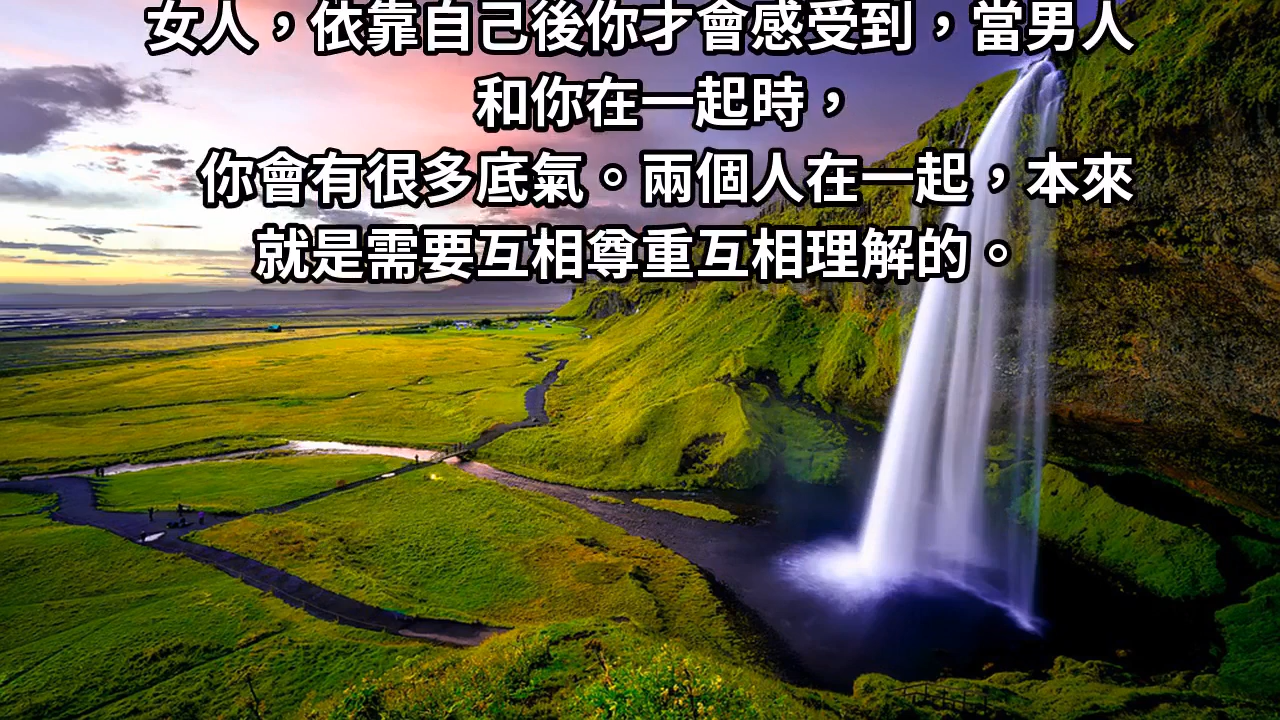 女人，依靠自己後你才會感受到，當男人
和你在一起時，
你會有很多底氣。兩個人在一起，本來
就是需要互相尊重互相理解的。